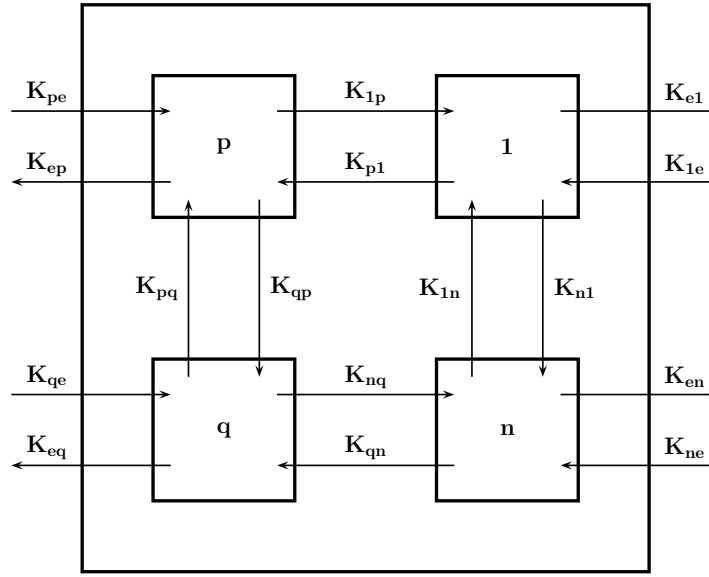 K_pe K_1p K_e1
p 1
K_ep K_p1 K_1e
K_pq K_qp K_1n K_n1
K_qe K_nq K_en
q n
K_eq K_qn K_ne